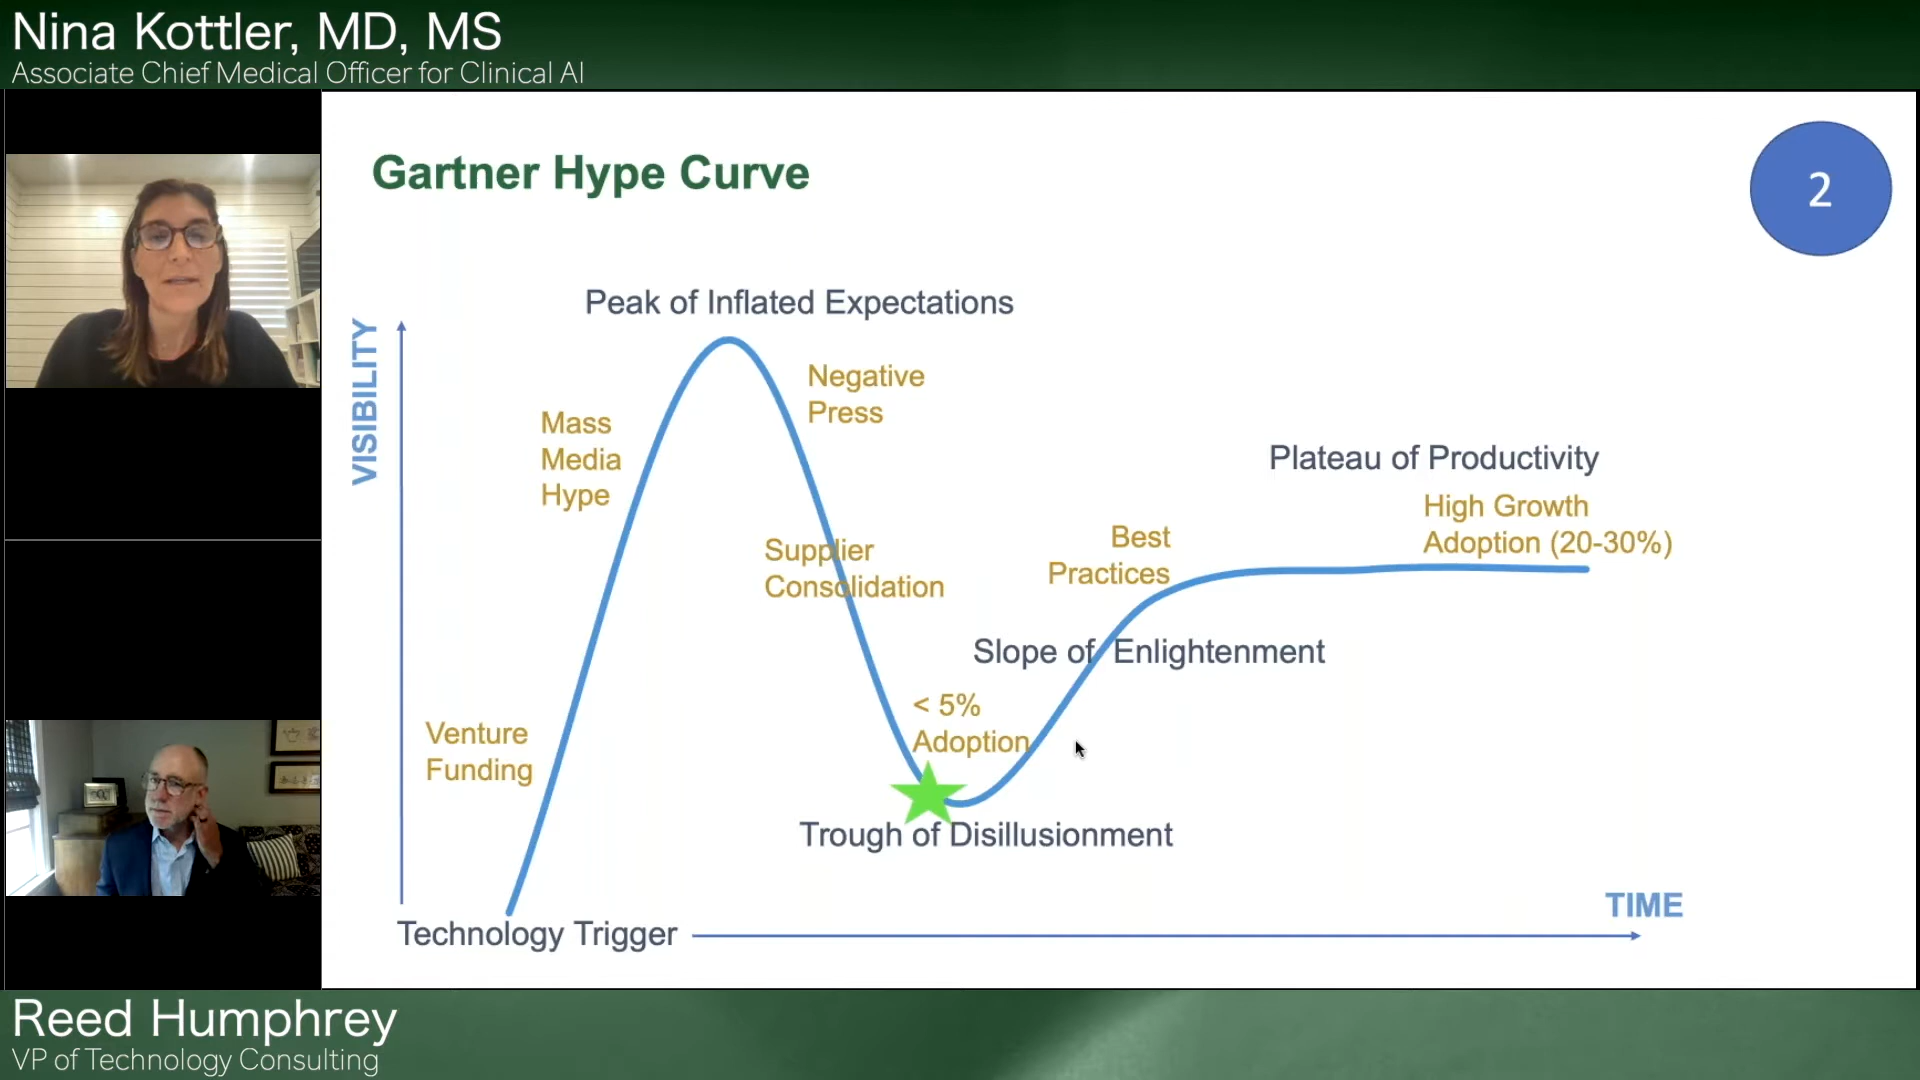 Nina Kottler, MD, MS
Associate Chief Medical Officer for Clinical AI
Gartner Hype Curve
2
Peak of Inflated Expectations
VISIBILITY
Negative
Press
Mass
Media
Hype
Plateau of Productivity
High Growth
Adoption (20-30%)
Best
Practices
Supplier
Consolidation
Slope of Enlightenment
< 5%
Adoption
Venture
Funding
Trough of Disillusionment
TIME
Technology Trigger
Reed Humphrey
VP of Technology Consulting